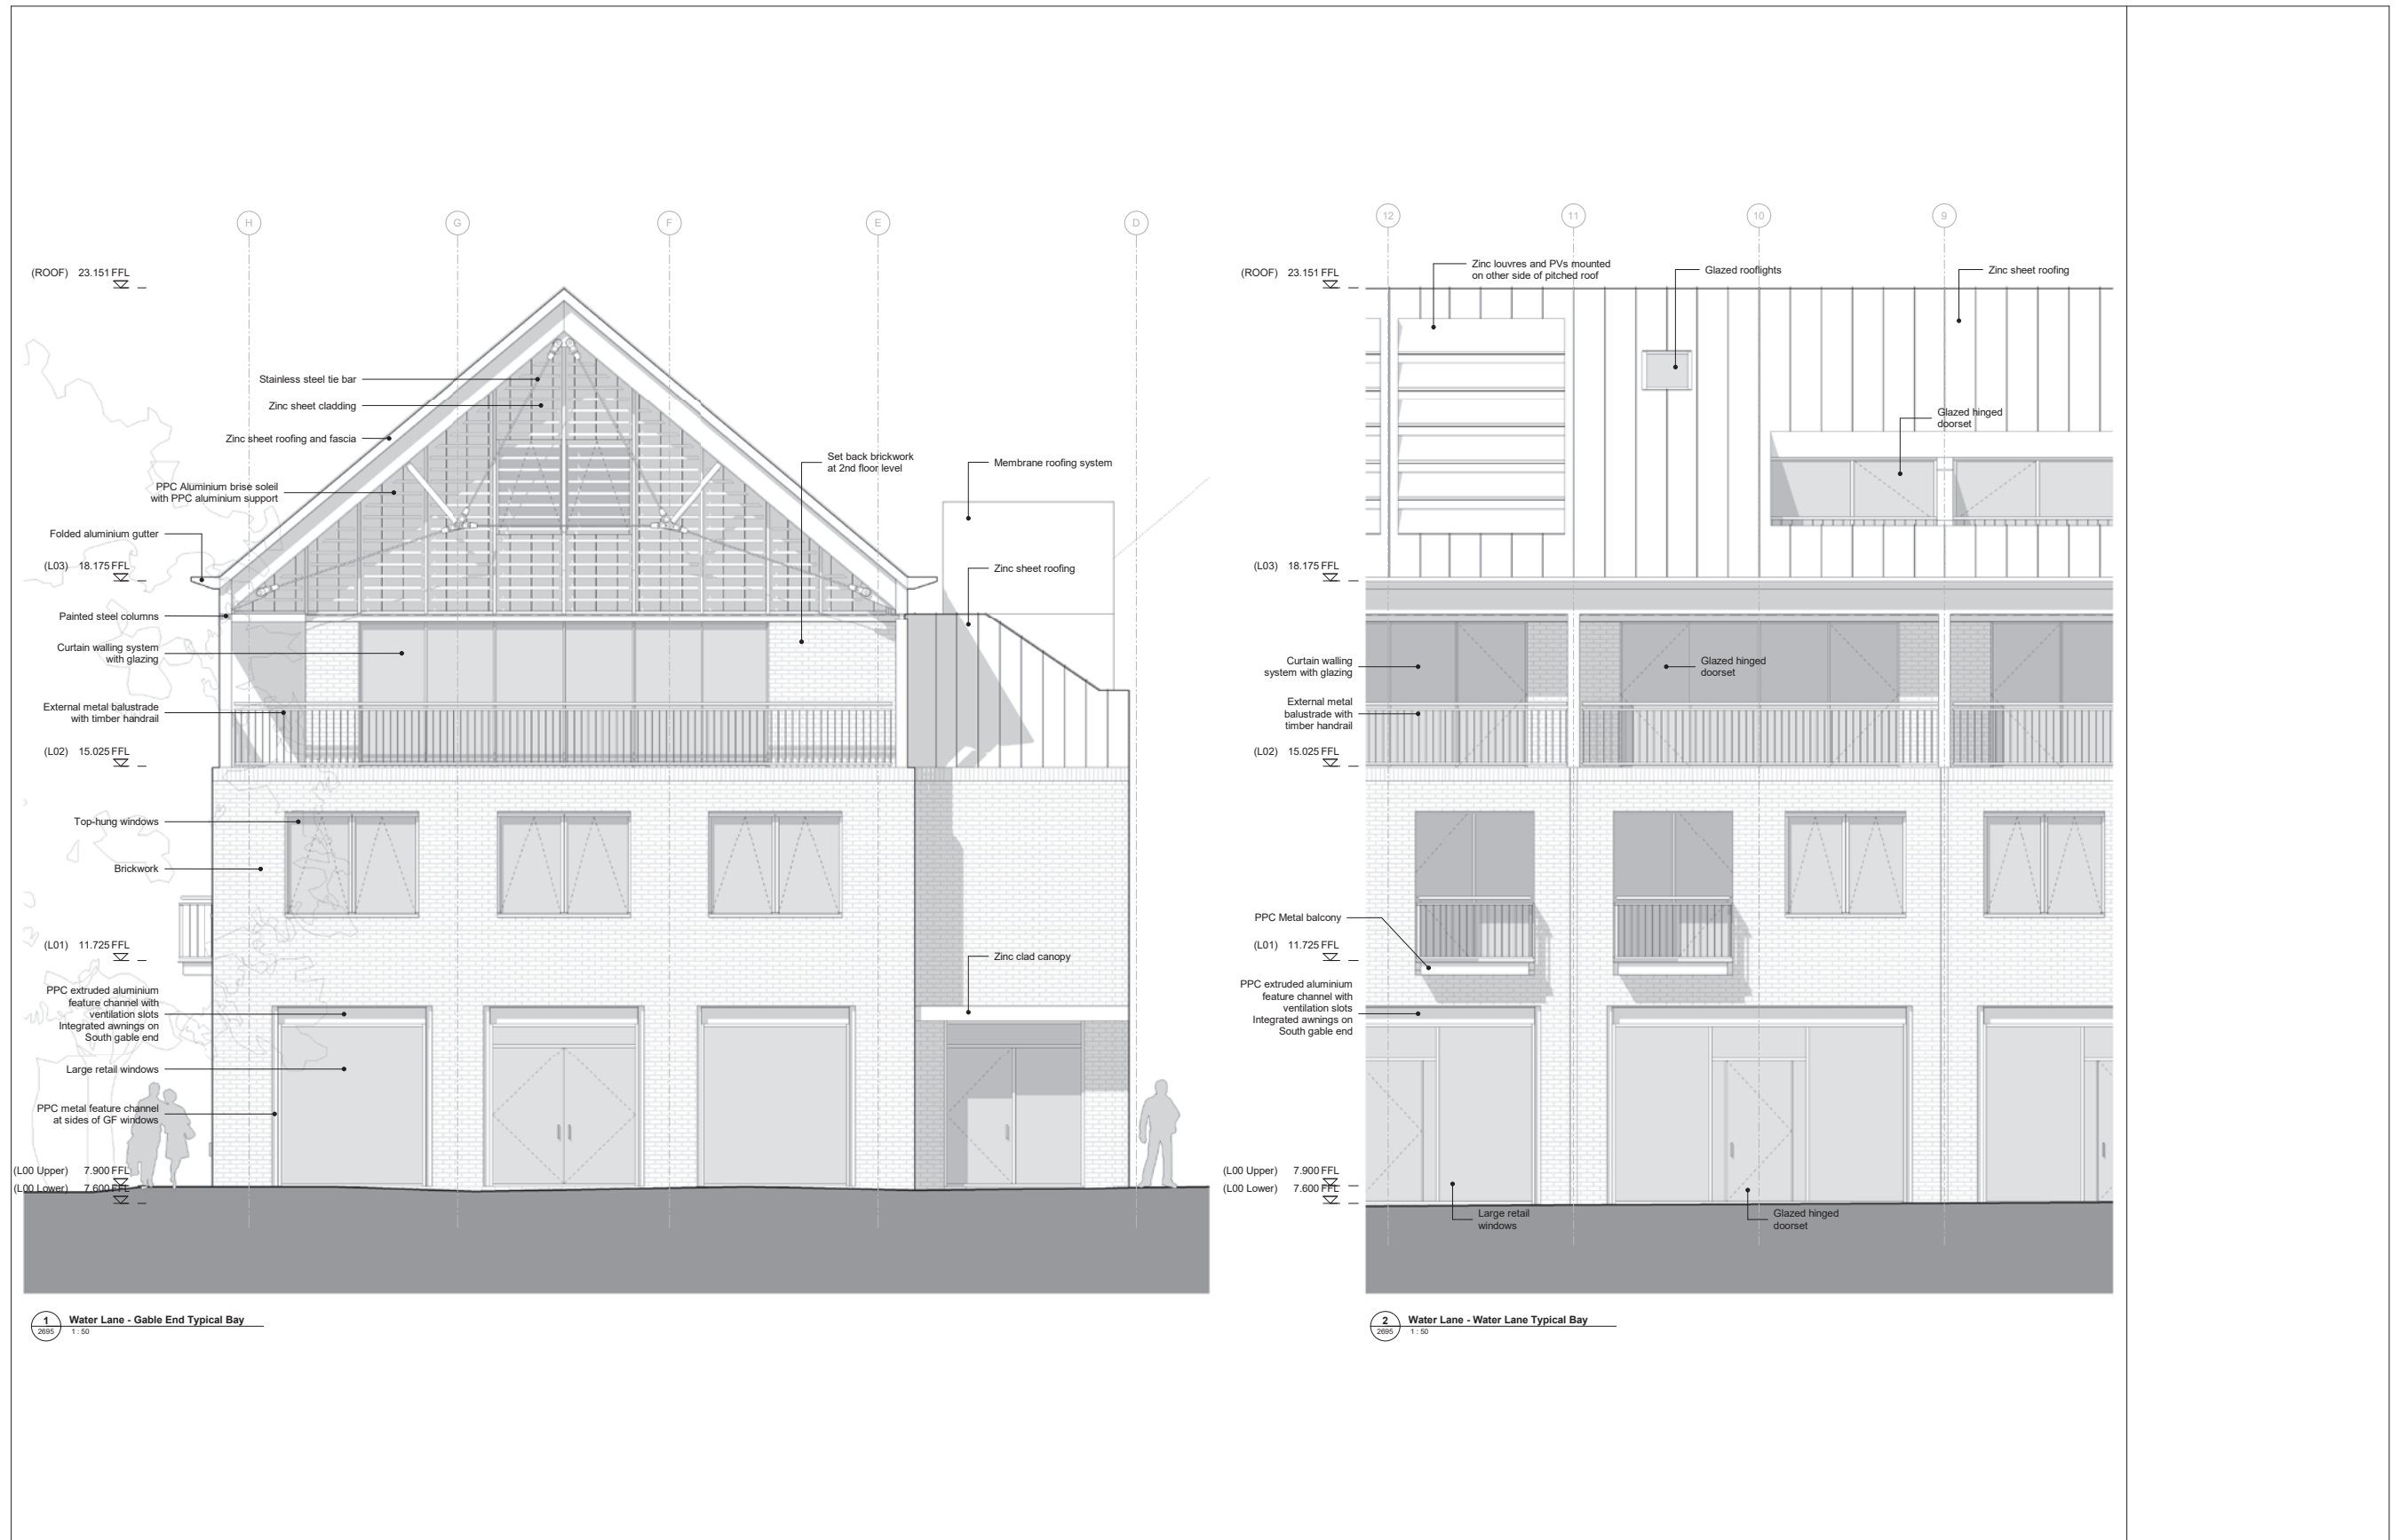 H
G
F
E
D
(ROOF) 23.151 FFL
Stainless steel tie bar
Zinc sheet cladding
Zinc sheet roofing and fascia
Set back brickwork
at 2nd floor level
Membrane roofing system
PPC Aluminium brise soleil
with PPC aluminium support
Folded aluminium gutter
(L03) 18.175 FFL
Zinc sheet roofing
Painted steel columns
Curtain walling system
with glazing
External metal balustrade
with timber handrail
(L02) 15.025 FFL
Top-hung windows
Brickwork
(L01) 11.725 FFL
Zinc clad canopy
PPC extruded aluminium
feature channel with
ventilation slots
Integrated awnings on
South gable end
Large retail windows
PPC metal feature channel
at sides of GF windows
(L00 Upper) 7.900 FFL
(L00 Lower) 7.600 FFL
1
2695
Water Lane - Gable End Typical Bay
1 : 50
12
11
10
9
(ROOF) 23.151 FFL
Zinc louvres and PVs mounted
on other side of pitched roof
Glazed rooflights
Zinc sheet roofing
Glazed hinged
doorset
(L03) 18.175 FFL
Curtain walling
system with glazing
Glazed hinged
doorset
External metal
balustrade with
timber handrail
(L02) 15.025 FFL
PPC Metal balcony
(L01) 11.725 FFL
PPC extruded aluminium
feature channel with
ventilation slots
Integrated awnings on
South gable end
(L00 Upper) 7.900 FFL
(L00 Lower) 7.600 FFL
Large retail
windows
Glazed hinged
doorset
2
2695
Water Lane - Water Lane Typical Bay
1 : 50